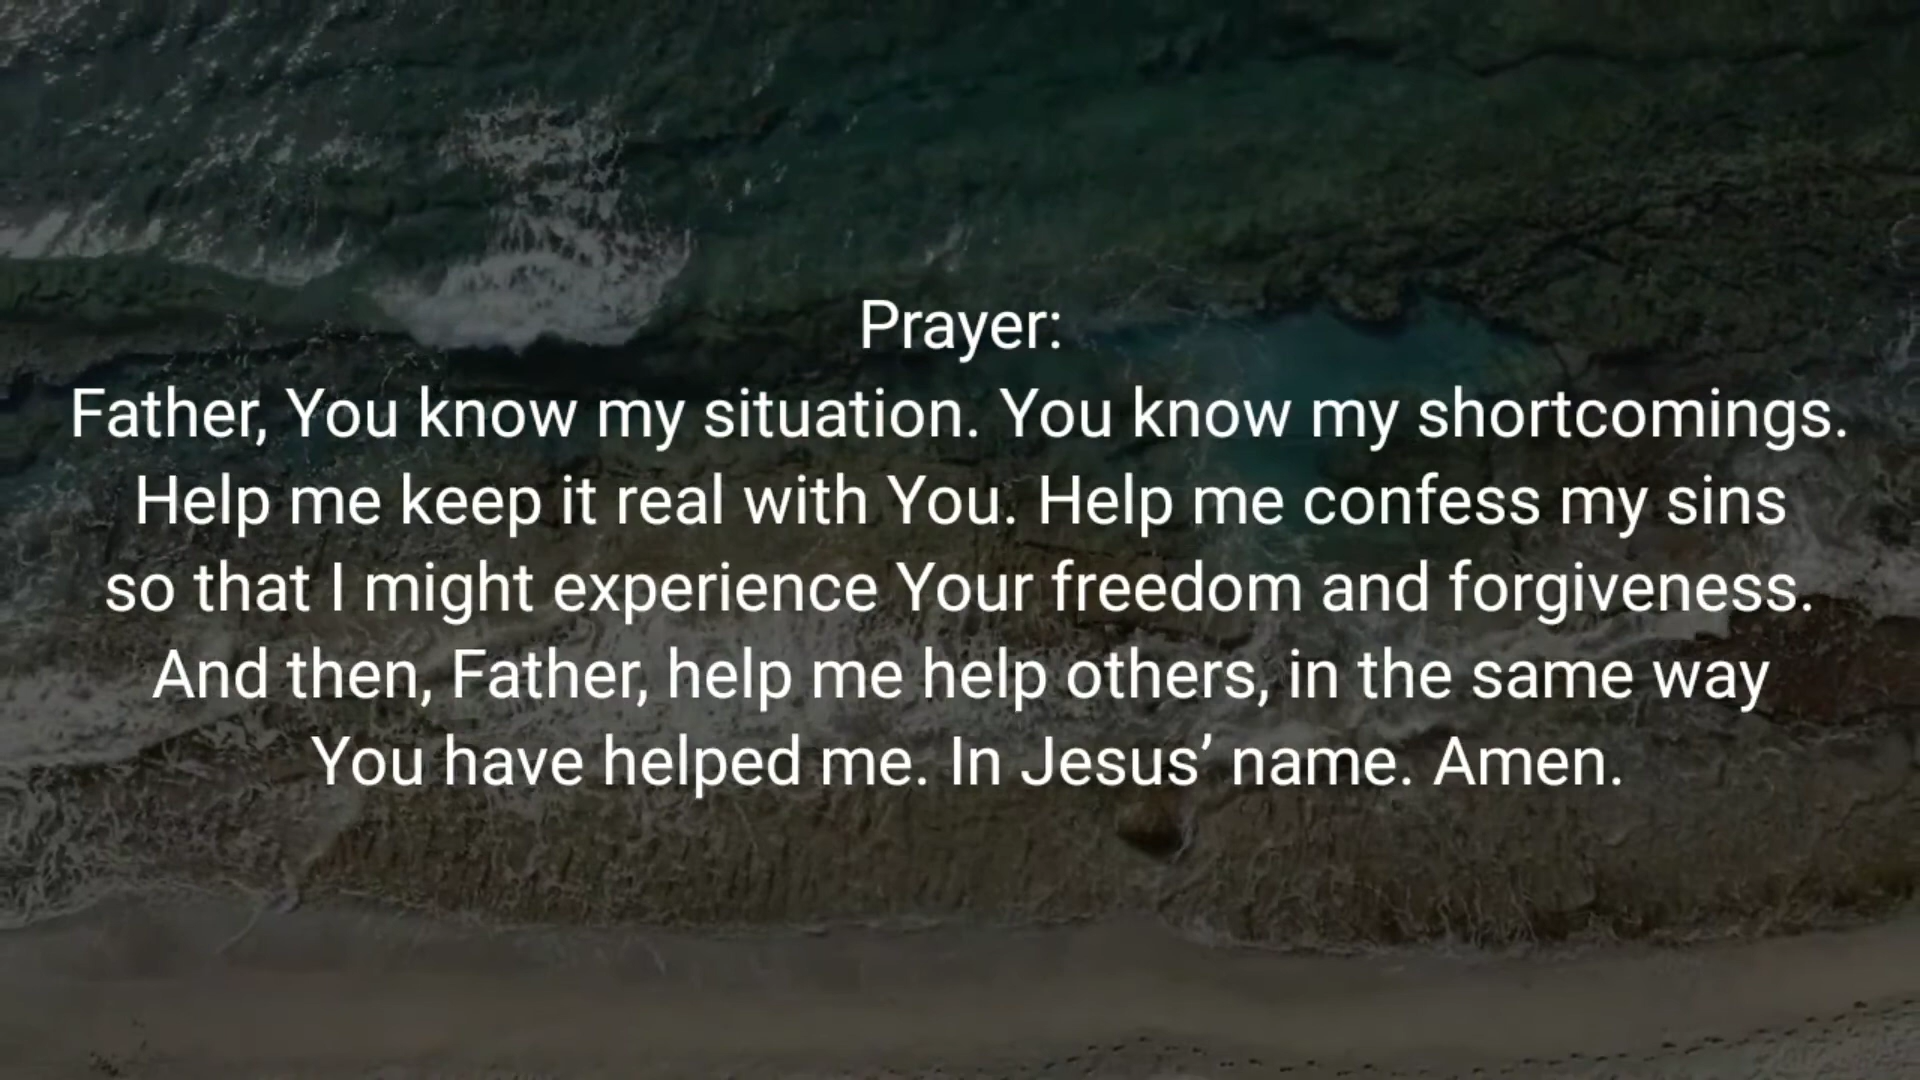 Prayer:
Father, You know my situation. You know my shortcomings.
Help me keep it real with You. Help me confess my sins
so that I might experience Your freedom and forgiveness.
And then, Father, help me help others, in the same way
You have helped me. In Jesus’ name. Amen.